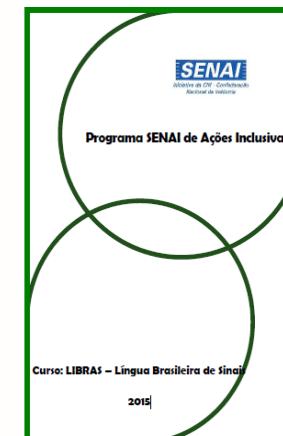 SENAI
Iniciativa da CNI - Confederação
Nacional da Indústria
Programa SENAI de Ações Inclusiva
Curso: LIBRAS – Língua Brasileira de Sinais
2015